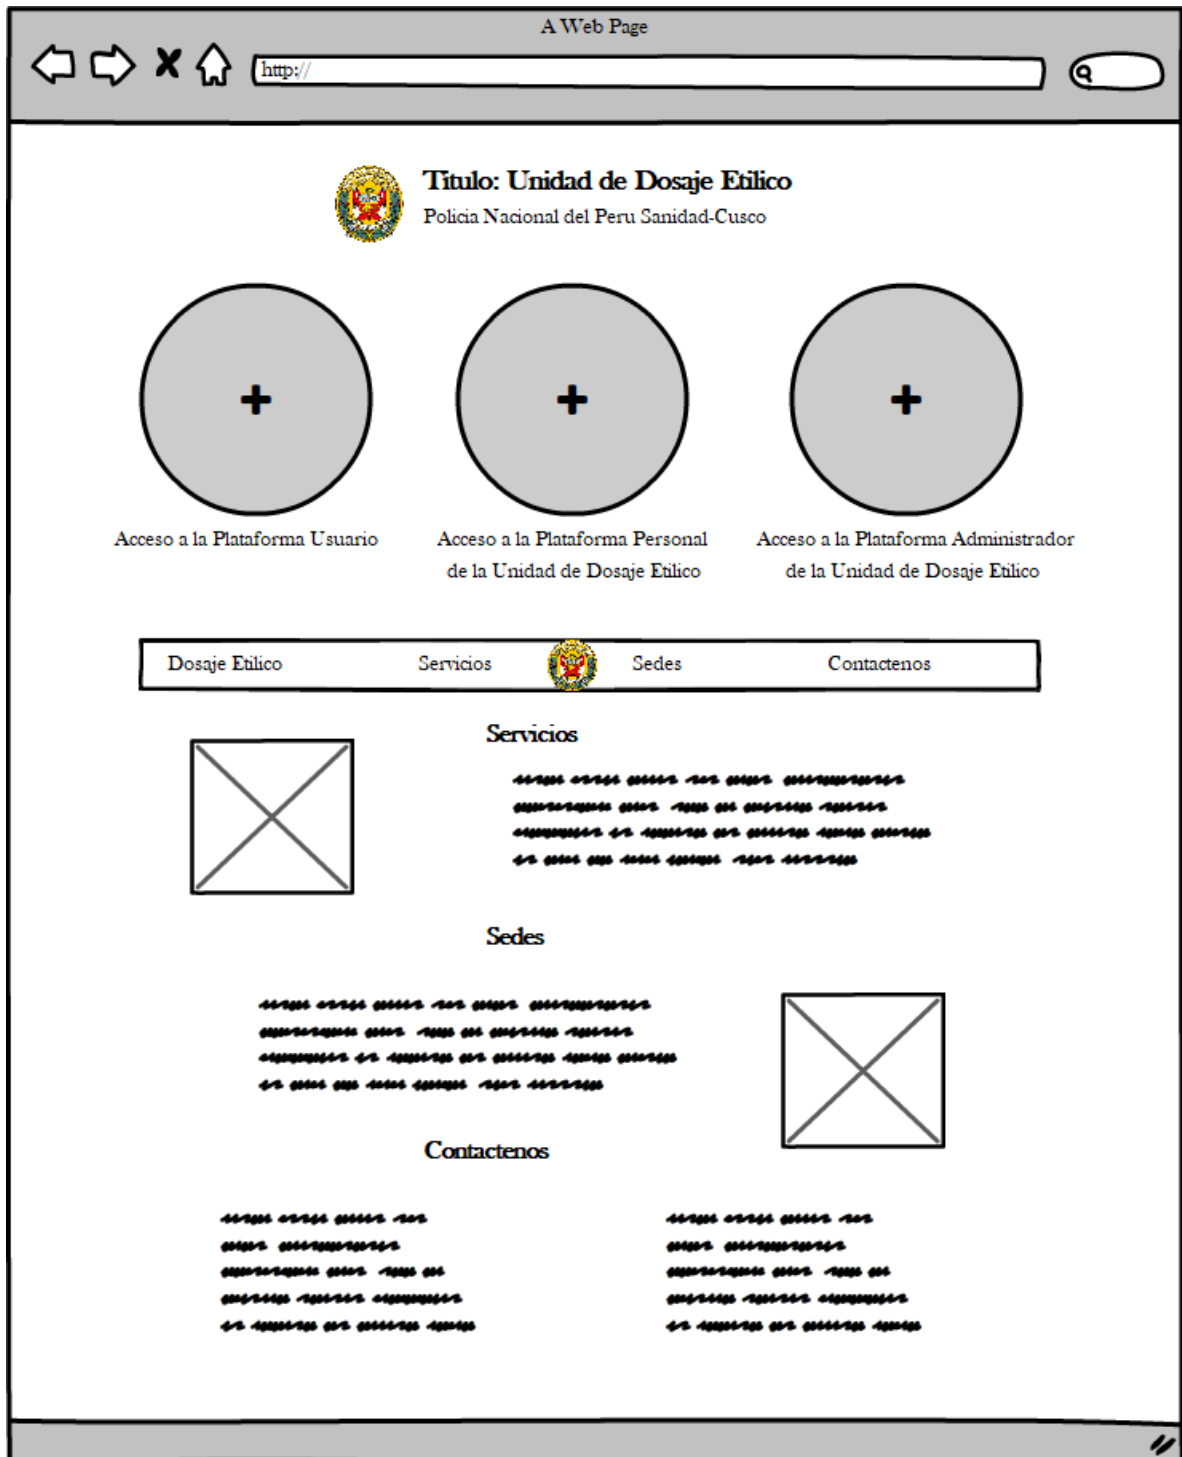 A Web Page
http://
Titulo: Unidad de Dosaje Etilico
Policia Nacional del Peru Sanidad-Cusco
Acceso a la Plataforma Usuario
Acceso a la Plataforma Personal
de la Unidad de Dosaje Etilico
Acceso a la Plataforma Administrador
de la Unidad de Dosaje Etilico
Dosaje Etilico Servicios Sedes Contactenos
Servicios
Sedes
Contactenos